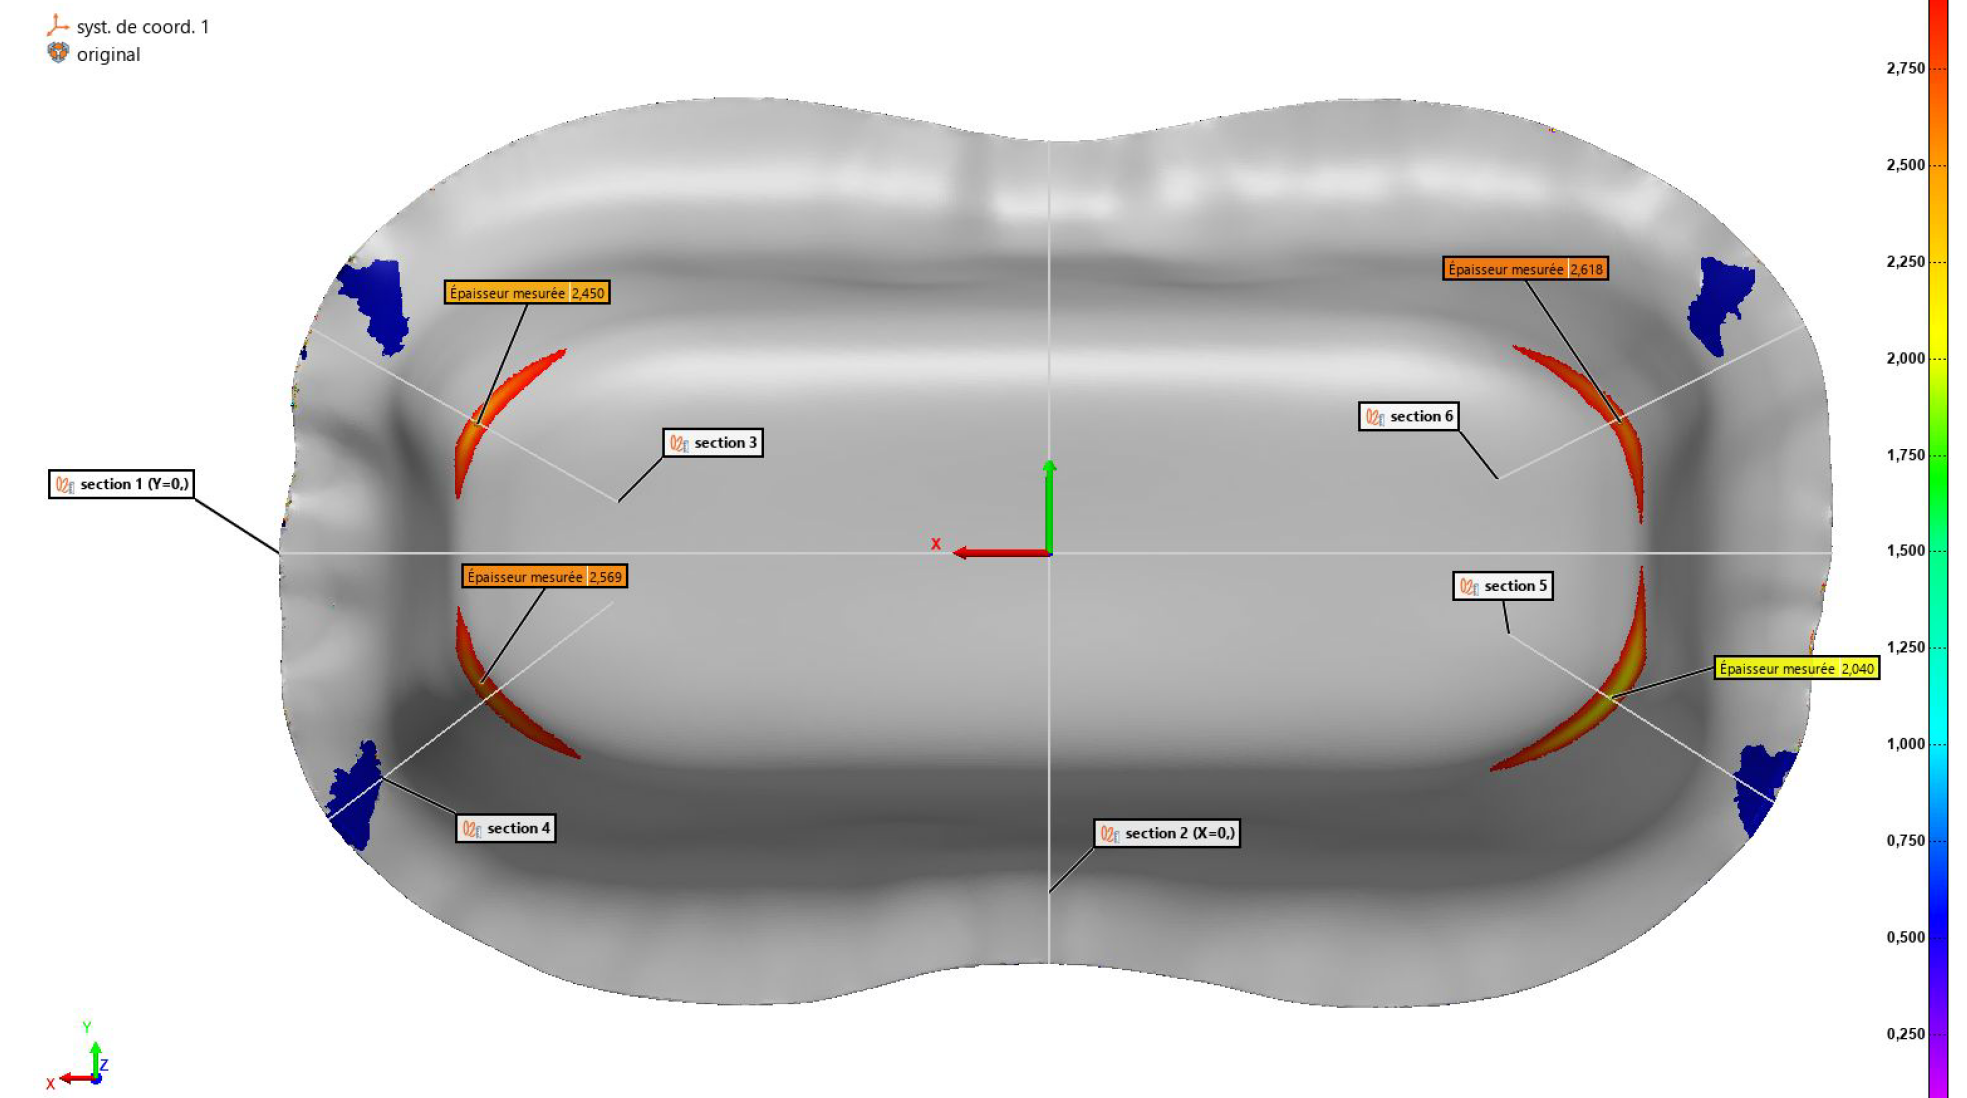 syst. de coord. 1
original
2,750
2,500
2,250
2,000
1,750
1,500
1,250
1,000
0,750
0,500
0,250
Épaisseur mesurée 2,450
Épaisseur mesurée 2,618
section 6
section 3
section 1 (Y=0,)
X
Épaisseur mesurée 2,569
section 5
Épaisseur mesurée 2,040
section 4
section 2 (X=0,)
Y
Z
X